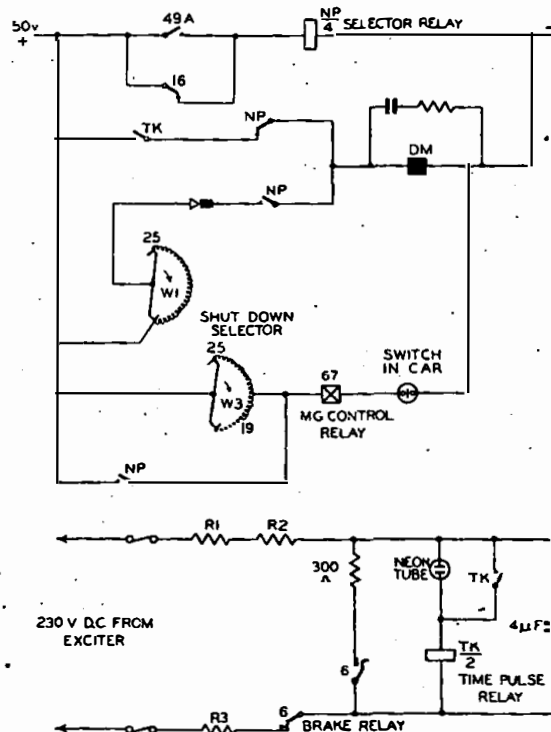 50v
+
49A
NP
4
SELECTOR RELAY
16
TK
NP
DM
NP
25
W1
SHUT DOWN
SELECTOR
25
W3
19
67
MG CONTROL
RELAY
SWITCH
IN CAR
NP
R1
R2
300
Ω
NEON
TUBE
TK
230 V D.C FROM
EXCITER
4μF
6
TK
2
TIME PULSE
RELAY
R3
6
BRAKE RELAY